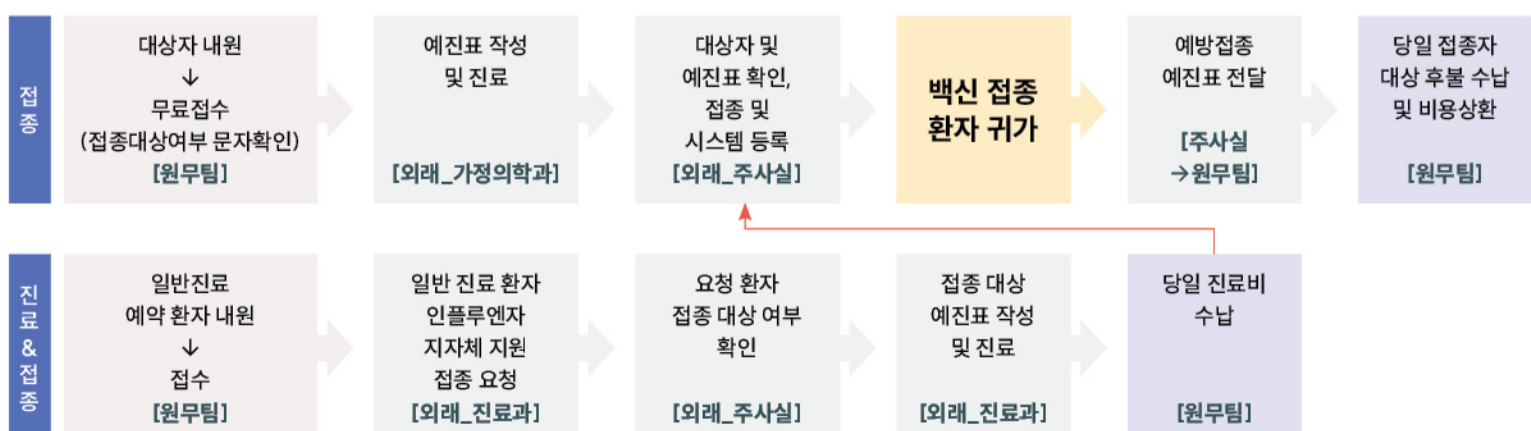 접종
대상자 내원
↓
무료접수
(접종대상여부 문자확인)
[원무팀]
예진표 작성
및 진료
[외래_가정의학과]
대상자 및
예진표 확인,
접종 및
시스템 등록
[외래_주사실]
백신 접종
환자 귀가
예방접종
예진표 전달
[주사실
→원무팀]
당일 접종자
대상 후불 수납
및 비용상환
[원무팀]
진료&접종
일반진료
예약 환자 내원
↓
접수
[원무팀]
일반 진료 환자
인플루엔자
지자체 지원
접종 요청
[외래_진료과]
요청 환자
접종 대상 여부
확인
[외래_주사실]
접종 대상
예진표 작성
및 진료
[외래_진료과]
당일 진료비
수납
[원무팀]